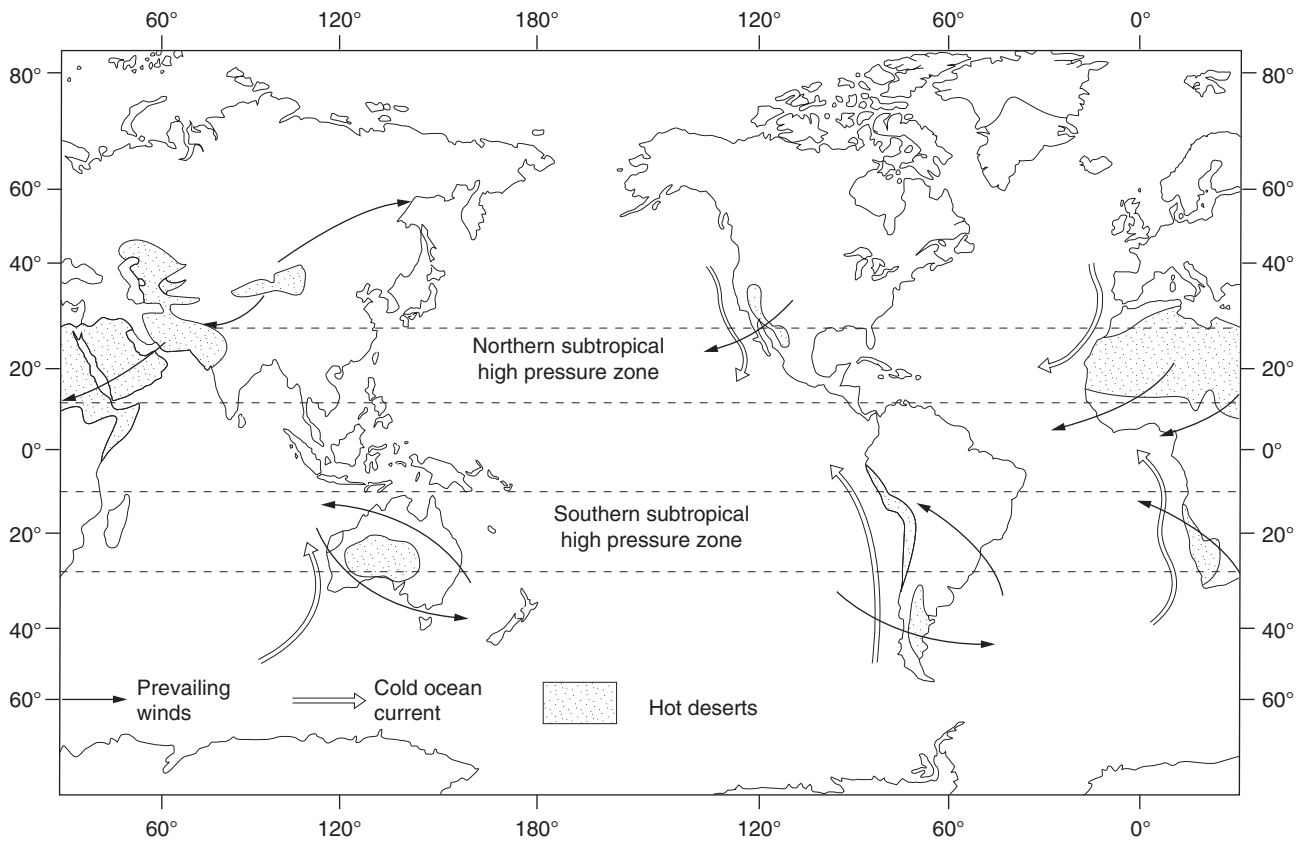 60° 120° 180° 120° 60° 0°
80° 80°
60° 60°
40° 40°
Northern subtropical
high pressure zone
20° 20°
0° 0°
Southern subtropical
high pressure zone
20° 20°
40° 40°
60° 60°
Prevailing
winds
Cold ocean
current
Hot deserts
60° 120° 180° 120° 60° 0°